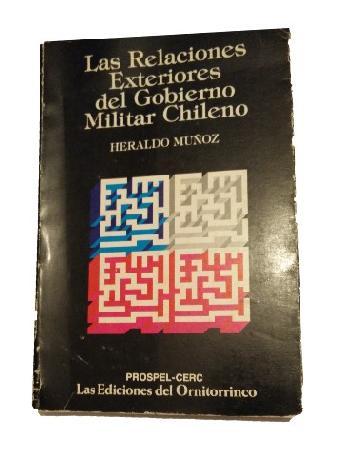 Las Relaciones
Exteriores
del Gobierno
Militar Chileno
HERALDO MUÑOZ
PROSPEL-CERC
Las Ediciones del Ornitorrinco